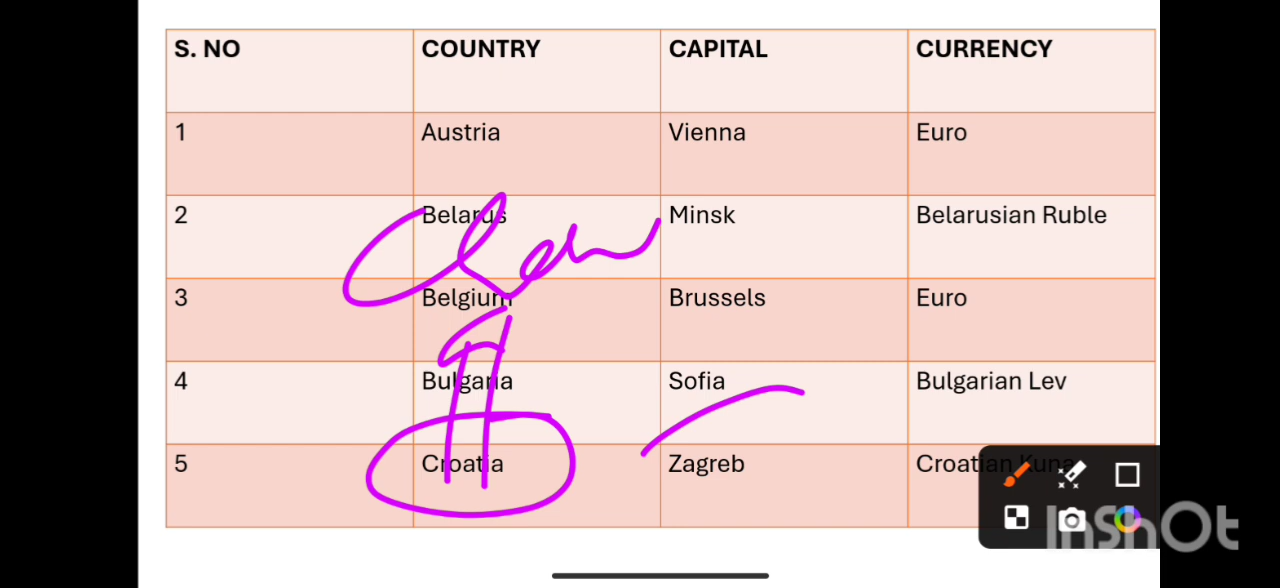 S. NO COUNTRY CAPITAL CURRENCY
1 Austria Vienna Euro
2 Belarus Minsk Belarusian Ruble
3 Belgium Brussels Euro
4 Bulgaria Sofia Bulgarian Lev
5 Croatia Zagreb Croatian Kuna
InShOt